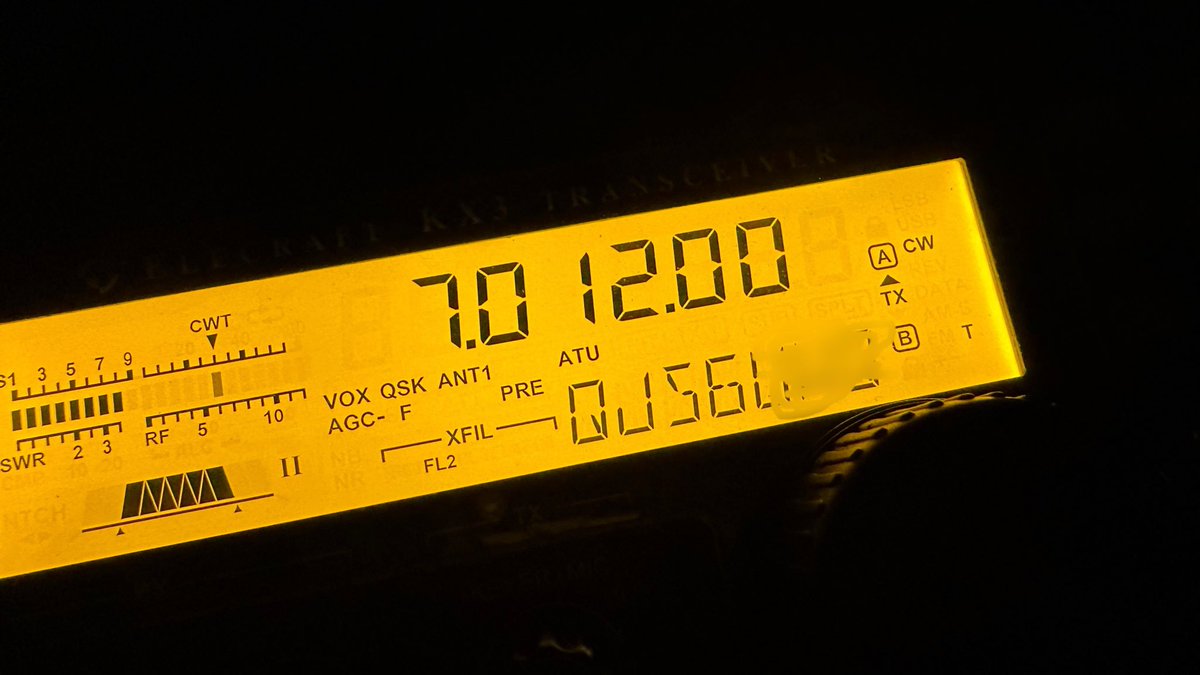 ELECRAFT KX3 TRANSCEIVER
7.012.00
A CW
TX
CWT
S1 3 5 7 9
RF 5 10
SWR 2 3
VOX QSK ANT1
AGC- F
PRE
ATU
XFIL
FL2
II
B T